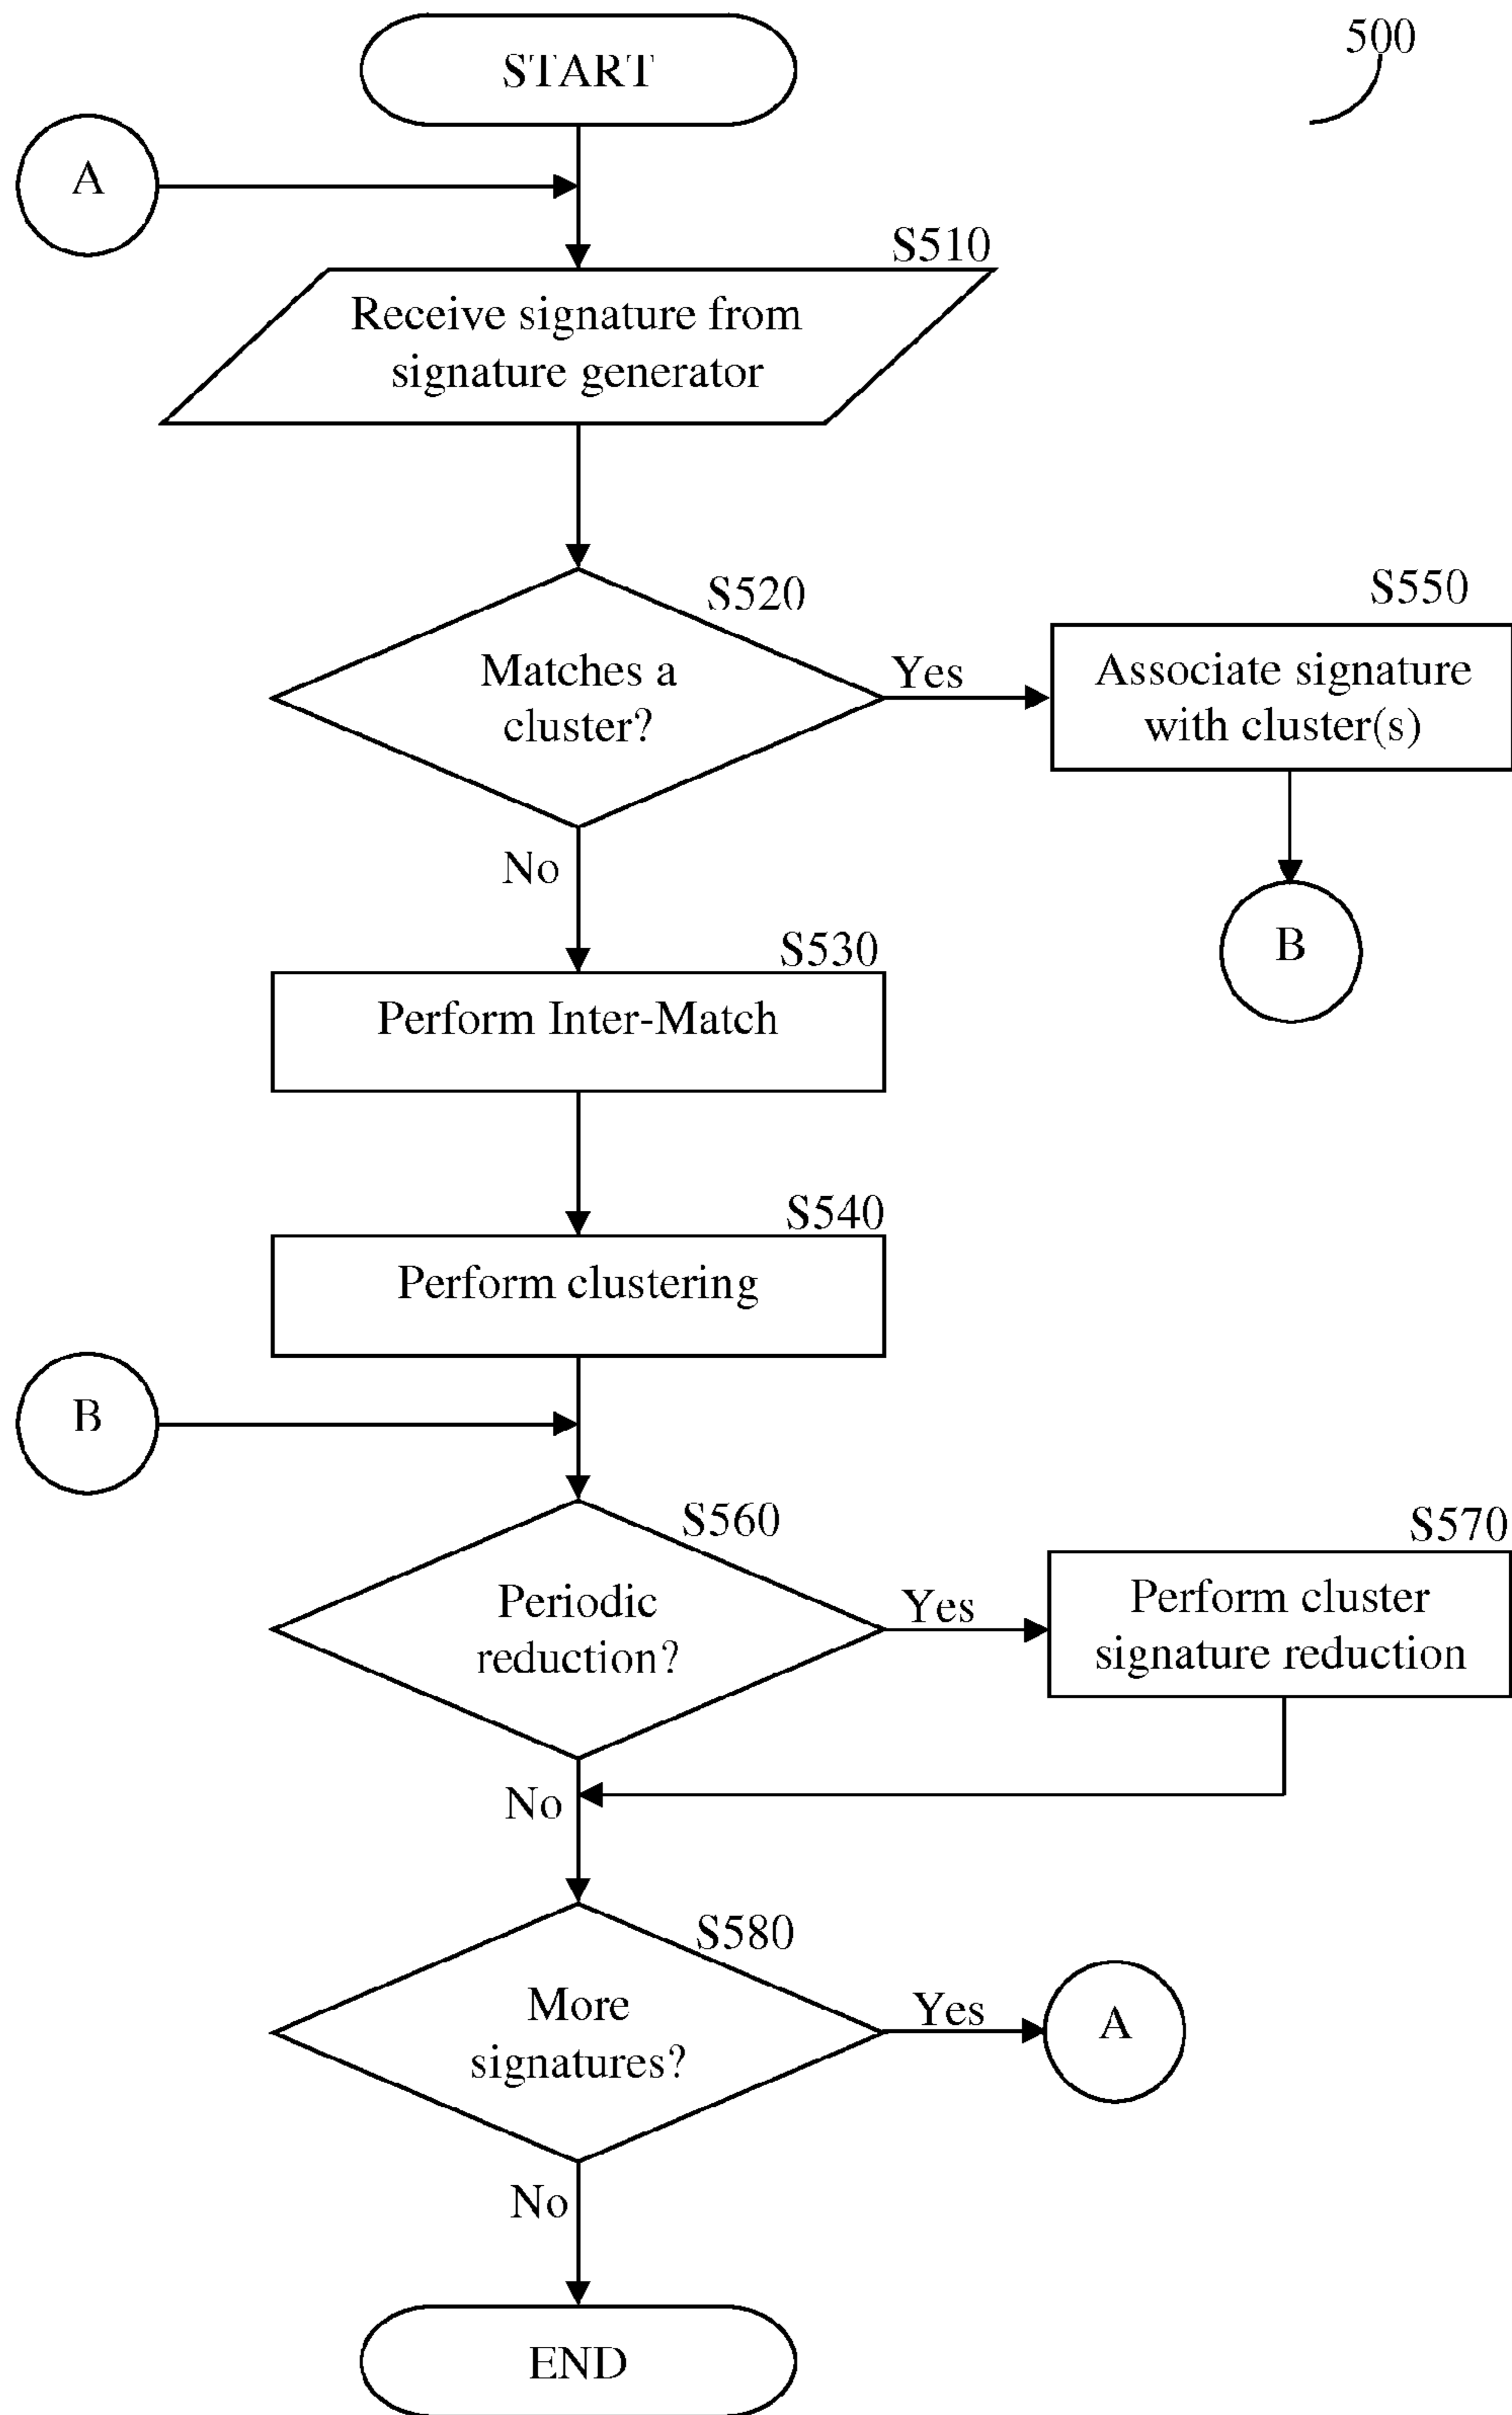 START
500
A
S510
Receive signature from
signature generator
S520
Matches a
cluster?
Yes
S550
Associate signature
with cluster(s)
No
B
S530
Perform Inter-Match
S540
Perform clustering
B
S560
Periodic
reduction?
Yes
S570
Perform cluster
signature reduction
No
S580
More
signatures?
Yes
A
No
END